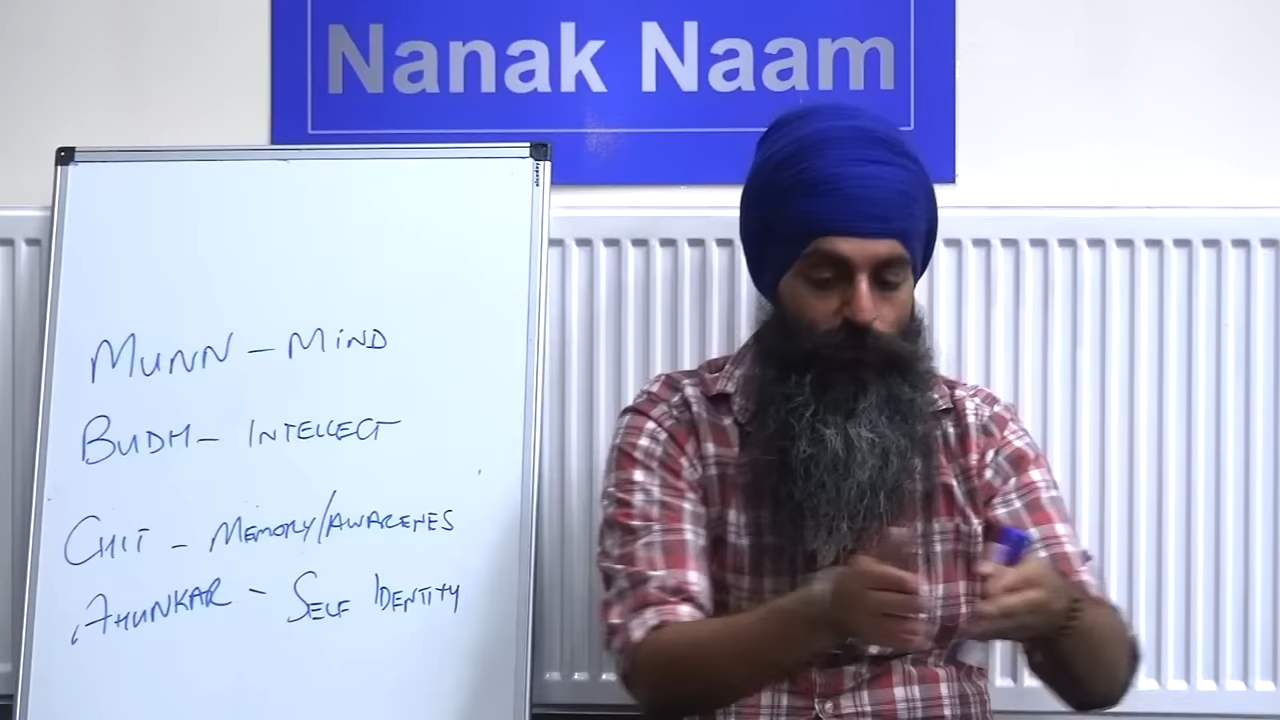 Nanak Naam
MUNN - MiND
BUDH - INTELLECT
CHIT - MEMORY/AWARENES
AHUNKAR - SELF IDENTITY